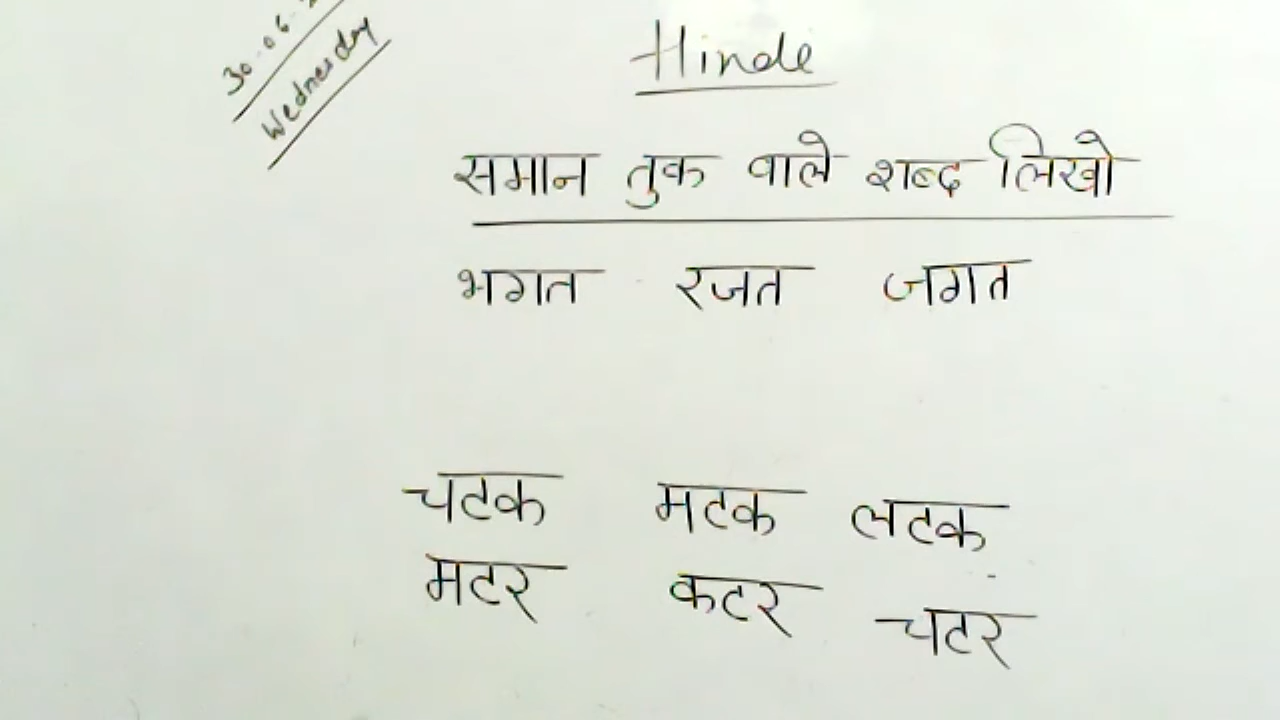 30.06.
Wednesday
Hinde
समान तुक वाले शब्द लिखो
भगत रजत जगत
चटक मटक लटक
मटर कटर चटर